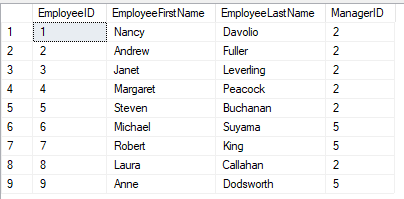 EmployeeID EmployeeFirstName EmployeeLastName ManagerID
1 1 Nancy Davolio 2
2 2 Andrew Fuller 2
3 3 Janet Leverling 2
4 4 Margaret Peacock 2
5 5 Steven Buchanan 2
6 6 Michael Suyama 5
7 7 Robert King 5
8 8 Laura Callahan 2
9 9 Anne Dodsworth 5